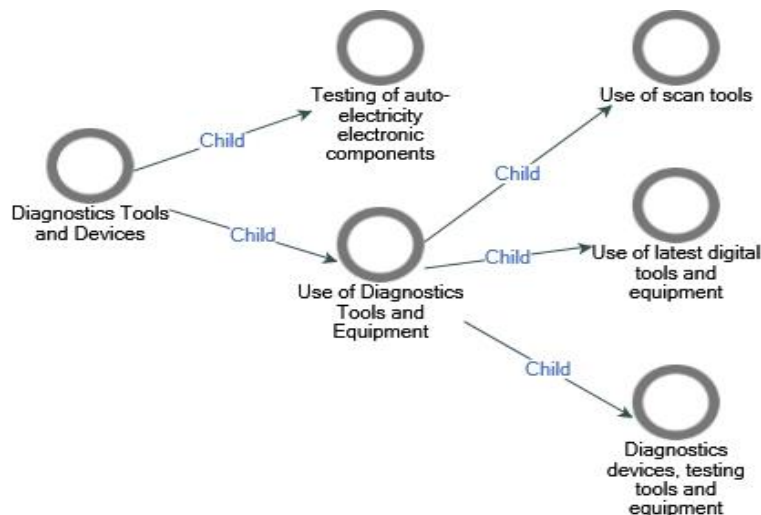 Testing of auto-
electricity
electronic
components
Use of scan tools
Child
Child
Diagnostics Tools
and Devices
Child
Use of Diagnostics
Tools and
Equipment
Child
Use of latest digital
tools and
equipment
Child
Diagnostics
devices, testing
tools and
equipment